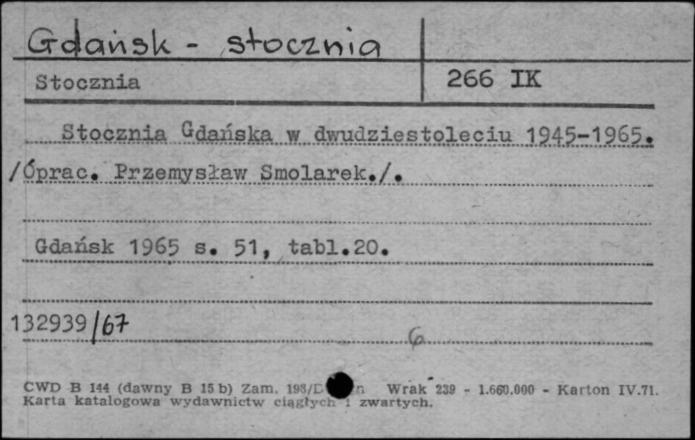 Gdańsk - stocznia
Stocznia 266 IK
Stocznia Gdańska w dwudziestoleciu 1945-1965.
/Oprac. Przemysław Smolarek./.
Gdańsk 1965 s. 51, tabl.20.
132939/67
6
CWD B 144 (dawny B 15 b) Zam. Wrak 239 - 1.660.000 - Karton IV.71.
Karta katalogowa wydawnictw ciągłych i zwartych.